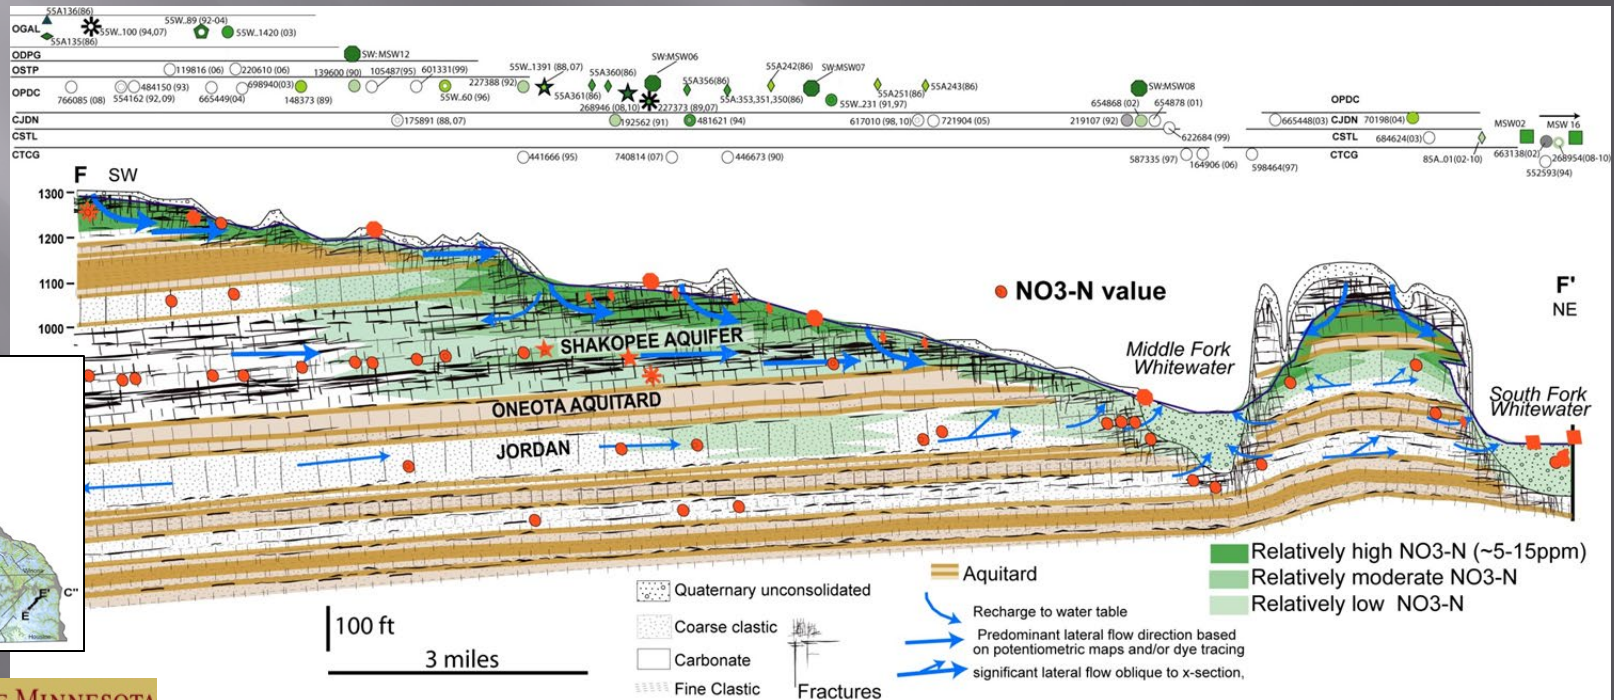 55A136(86)
OGAL
55W..100 (94,07)
55W..89 (92-04)
55W..1420 (03)
55A135(86)
ODPG
SW:MSW12
OSTP
119816 (06)
220610 (06)
139600 (90)
105487(95)
601331(99)
OPDC
766085 (08)
554162 (92,09)
484150 (93)
665449(04)
698940(03)
148373 (89)
55W..60 (96)
227388 (92)
55W..1391 (88,07)
55A361(86)
55A360(86)
268946 (08,10)
SW:MSW06
227373 (89,07)
55A356(86)
55A:353,351,350(86)
55A242(86)
SW:MSW07
55W..231 (91,97)
55A251(86)
55A243(86)
SW:MSW08
654868 (02)
654878 (01)
OPDC
CJDN
175891 (88, 07)
192562 (91)
481621 (94)
617010 (98, 10)
721904 (05)
219107 (92)
665448(03)
CJDN
70198(04)
CSTL
622684 (99)
CSTL
684624(03)
MSW02
MSW 16
CTCG
441666 (95)
740814 (07)
446673 (90)
587335 (97)
164906 (06)
598464(97)
CTCG
85A..01(02-10)
663138(02)
268954(08-10)
552593(94)
F SW
1300
1200
1100
1000
NO3-N value
F'
NE
SHAKOPEE AQUIFER
ONEOTA AQUITARD
JORDAN
Middle Fork
Whitewater
South Fork
Whitewater
E'
C"
E
100 ft
3 miles
Quaternary unconsolidated
Coarse clastic
Carbonate
Fine Clastic
Fractures
Aquitard
Recharge to water table
Predominant lateral flow direction based
on potentiometric maps and/or dye tracing
significant lateral flow oblique to x-section,
Relatively high NO3-N (~5-15ppm)
Relatively moderate NO3-N
Relatively low NO3-N
MINNESOTA